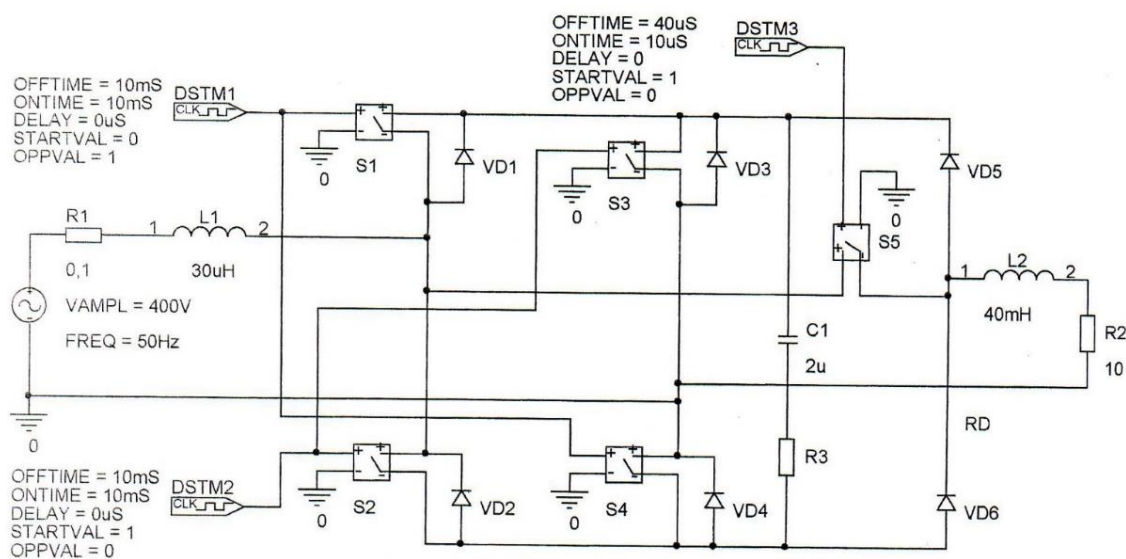 OFFTIME = 40uS
ONTIME = 10uS
DELAY = 0
STARTVAL = 1
OPPVAL = 0
DSTM3
CLK
OFFTIME = 10mS
ONTIME = 10mS
DELAY = 0uS
STARTVAL = 0
OPPVAL = 1
DSTM1
CLK
0
S1
VD1
0
S3
VD3
0
S5
VD5
R1
0,1
1
L1
2
30uH
VAMPL = 400V
FREQ = 50Hz
0
1
L2
2
40mH
R2
10
C1
2u
RD
R3
OFFTIME = 10mS
ONTIME = 10mS
DELAY = 0uS
STARTVAL = 1
OPPVAL = 0
DSTM2
CLK
0
S2
VD2
0
S4
VD4
VD6